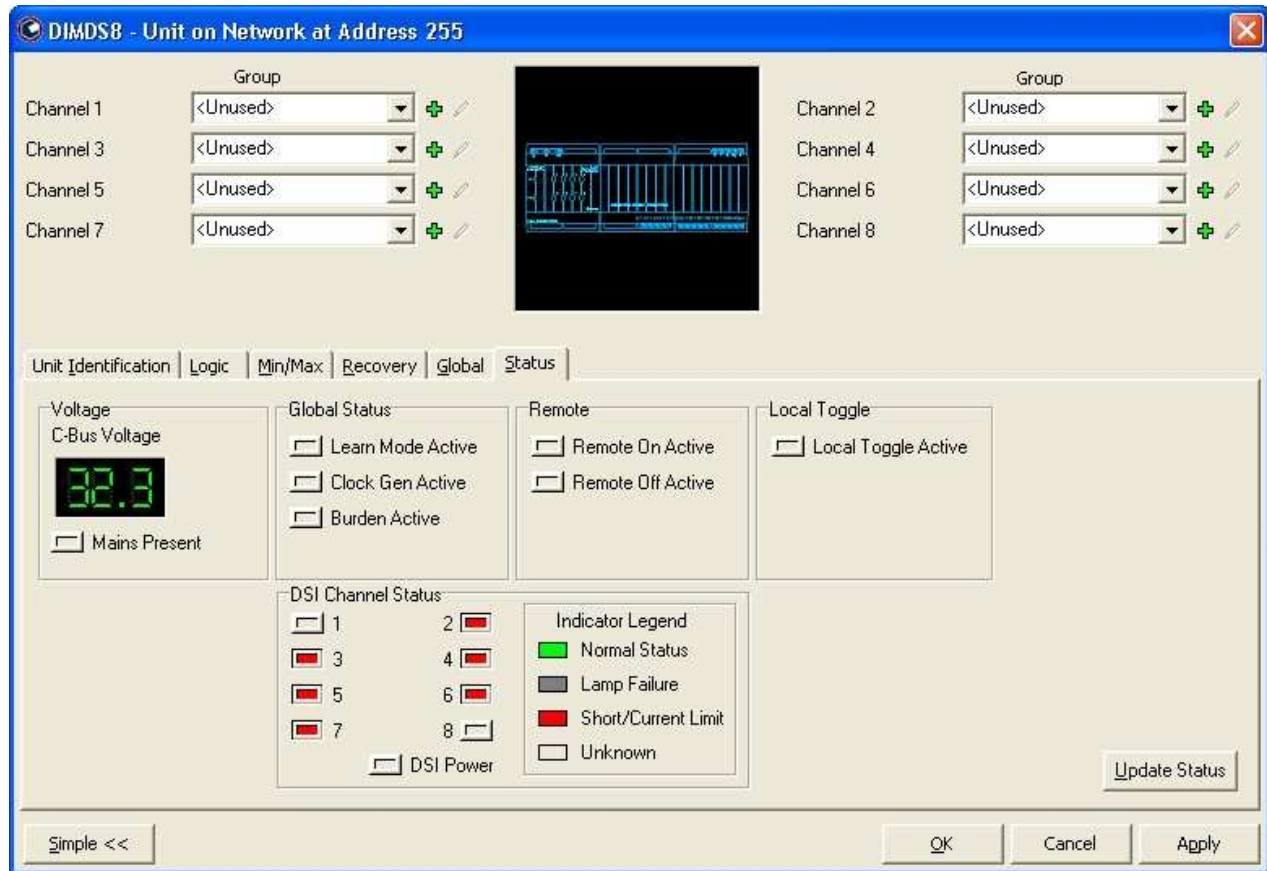 DIMDS8 - Unit on Network at Address 255
Group
Group
Channel 1 <Unused>
Channel 2 <Unused>
Channel 3 <Unused>
Channel 4 <Unused>
Channel 5 <Unused>
Channel 6 <Unused>
Channel 7 <Unused>
Channel 8 <Unused>
Unit Identification Logic Min/Max Recovery Global Status
Voltage
C-Bus Voltage
32.3
Mains Present
Global Status
Learn Mode Active
Clock Gen Active
Burden Active
Remote
Remote On Active
Remote Off Active
Local Toggle
Local Toggle Active
DSI Channel Status
1 2
3 4
5 6
7 8
DSI Power
Indicator Legend
Normal Status
Lamp Failure
Short/Current Limit
Unknown
Update Status
Simple <<
OK Cancel Apply